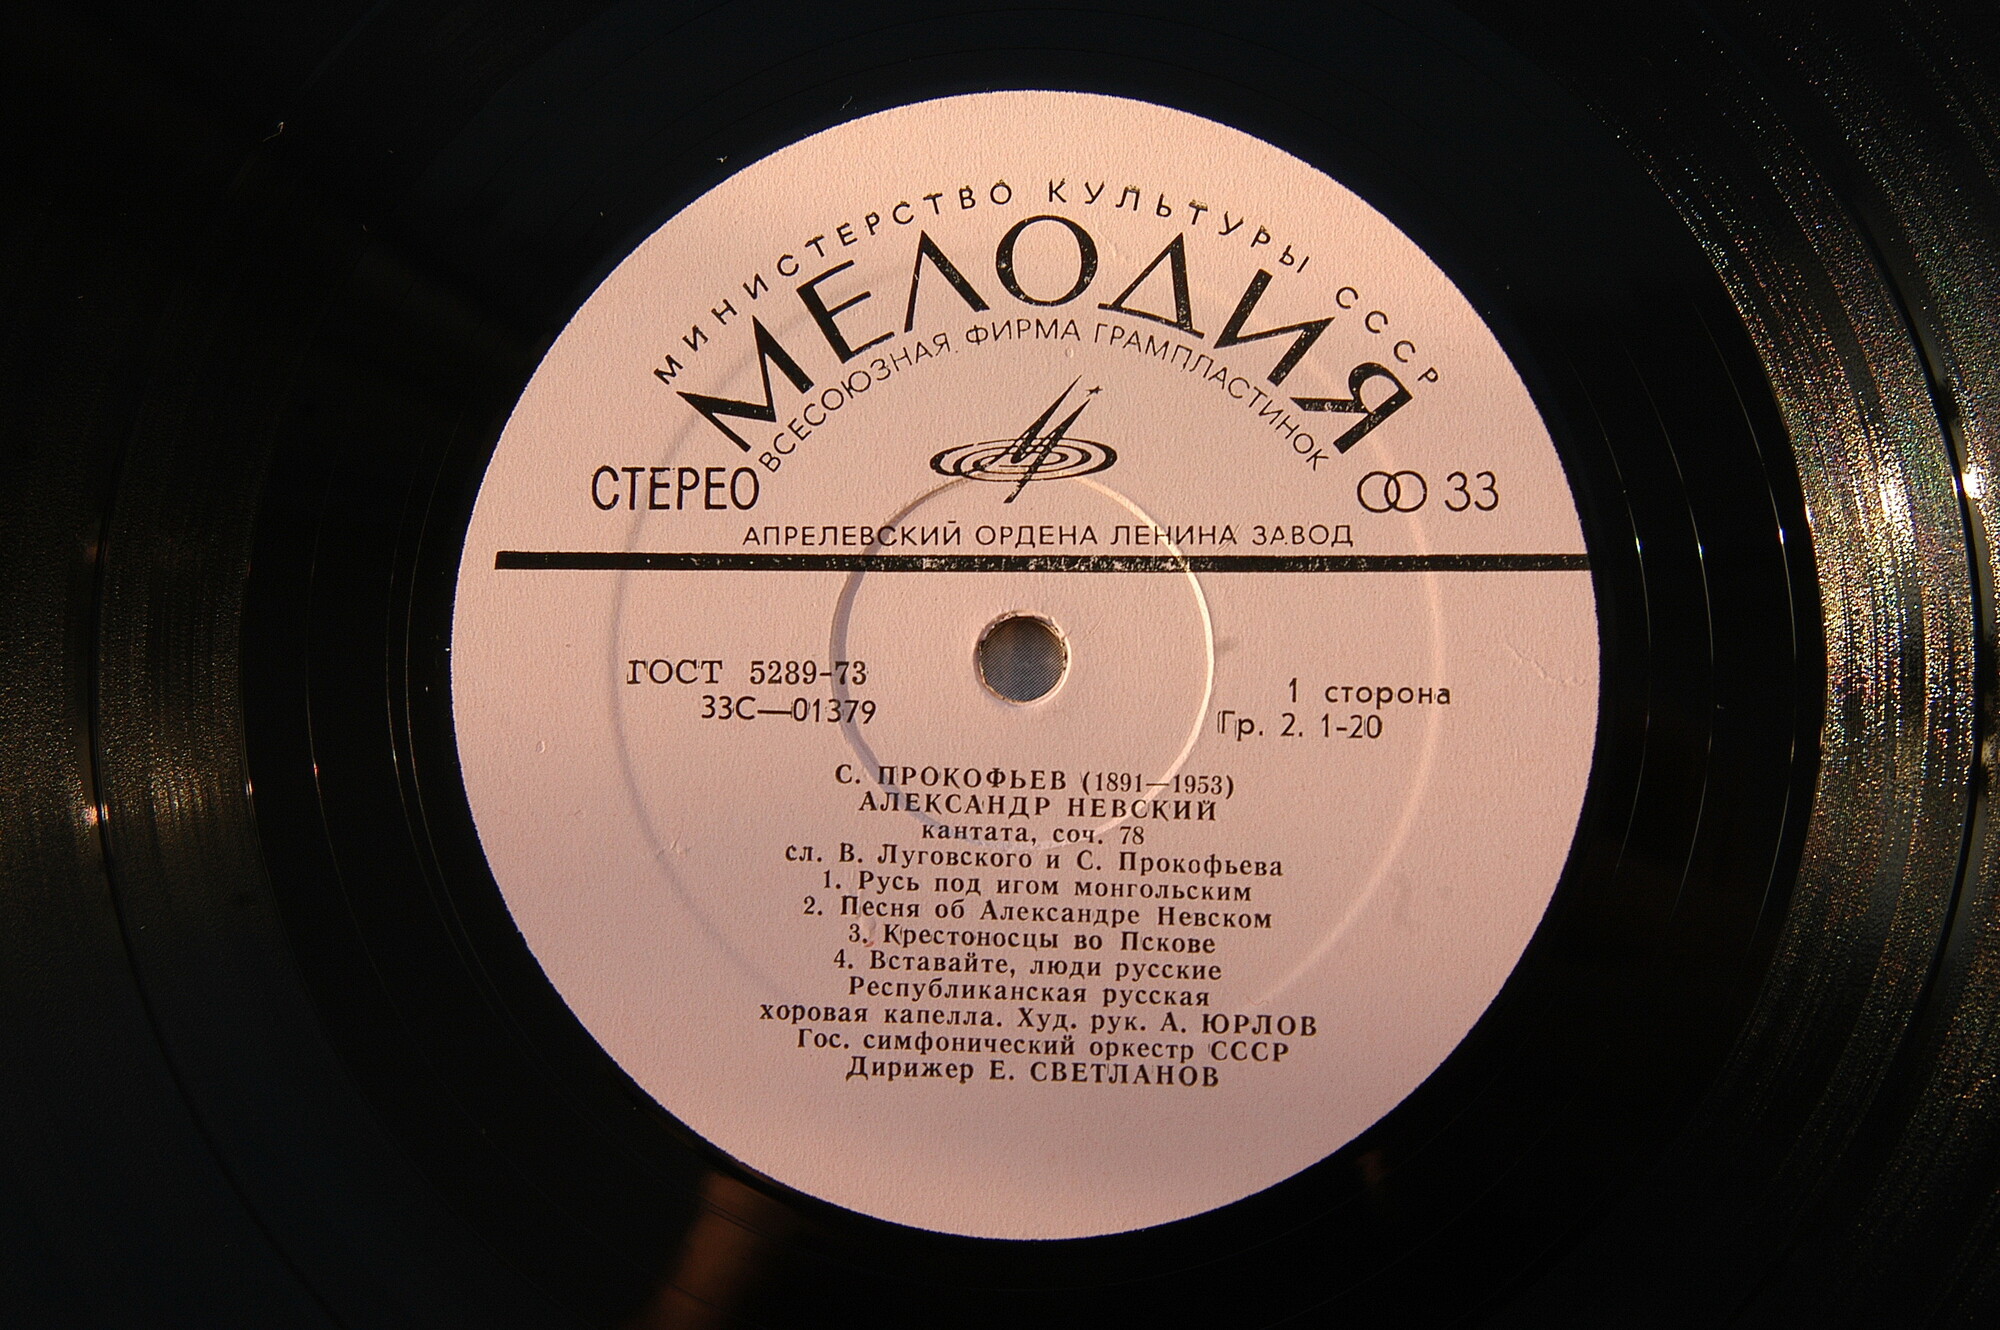 МИНИСТЕРСТВО КУЛЬТУРЫ СССР
МЕЛОДИЯ
ВСЕСОЮЗНАЯ ФИРМА ГРАМПЛАСТИНОК
СТЕРЕО
33
АПРЕЛЕВСКИЙ ОРДЕНА ЛЕНИНА ЗАВОД
ГОСТ 5289-73
33С—01379
1 сторона
Гр. 2. 1-20
С. ПРОКОФЬЕВ (1891—1953)
АЛЕКСАНДР НЕВСКИЙ
кантата, соч. 78
сл. В. Луговского и С. Прокофьева
1. Русь под игом монгольским
2. Песня об Александре Невском
3. Крестоносцы во Пскове
4. Вставайте, люди русские
Республиканская русская
хоровая капелла. Худ. рук. А. ЮРЛОВ
Гос. симфонический оркестр СССР
Дирижер Е. СВЕТЛАНОВ